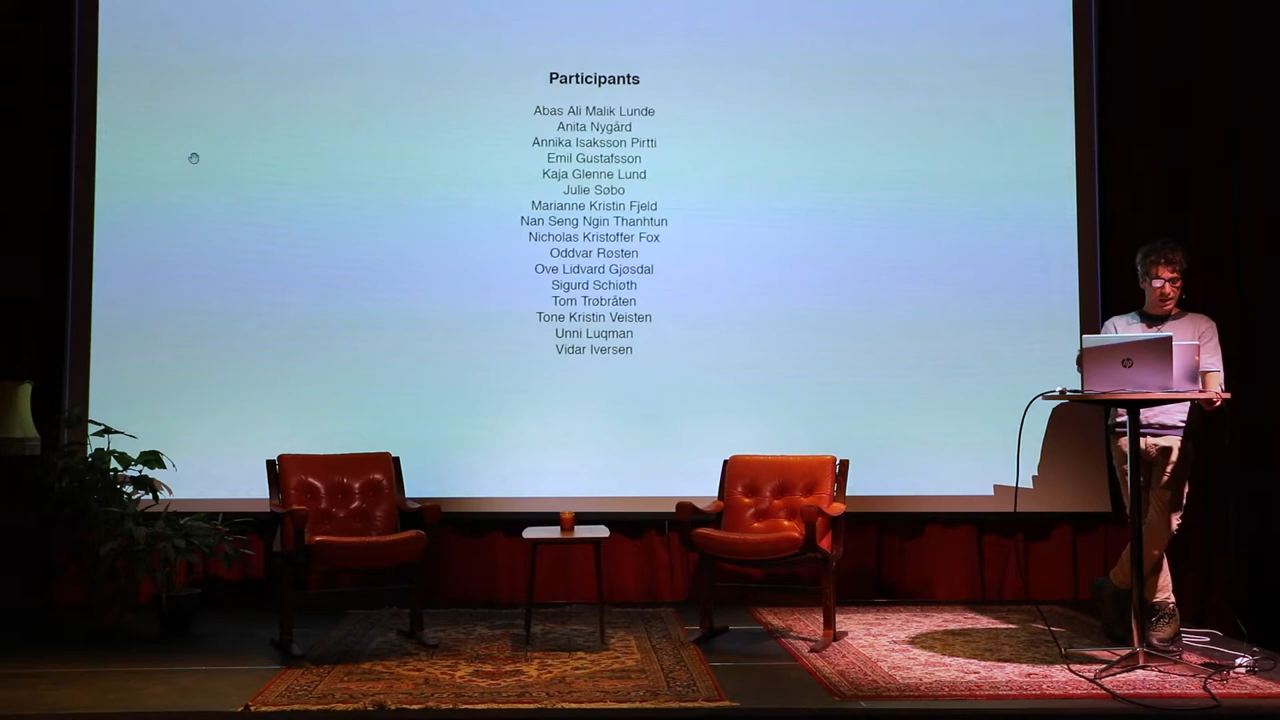 Participants
Abas Ali Malik Lunde
Anita Nygård
Annika Isaksson Pirtti
Emil Gustafsson
Kaja Glenne Lund
Julie Søbo
Marianne Kristin Fjeld
Nan Seng Ngin Thanhtun
Nicholas Kristoffer Fox
Oddvar Røsten
Ove Lidvard Gjøsdal
Sigurd Schiøth
Tom Trøbråten
Tone Kristin Veisten
Unni Luqman
Vidar Iversen
hp